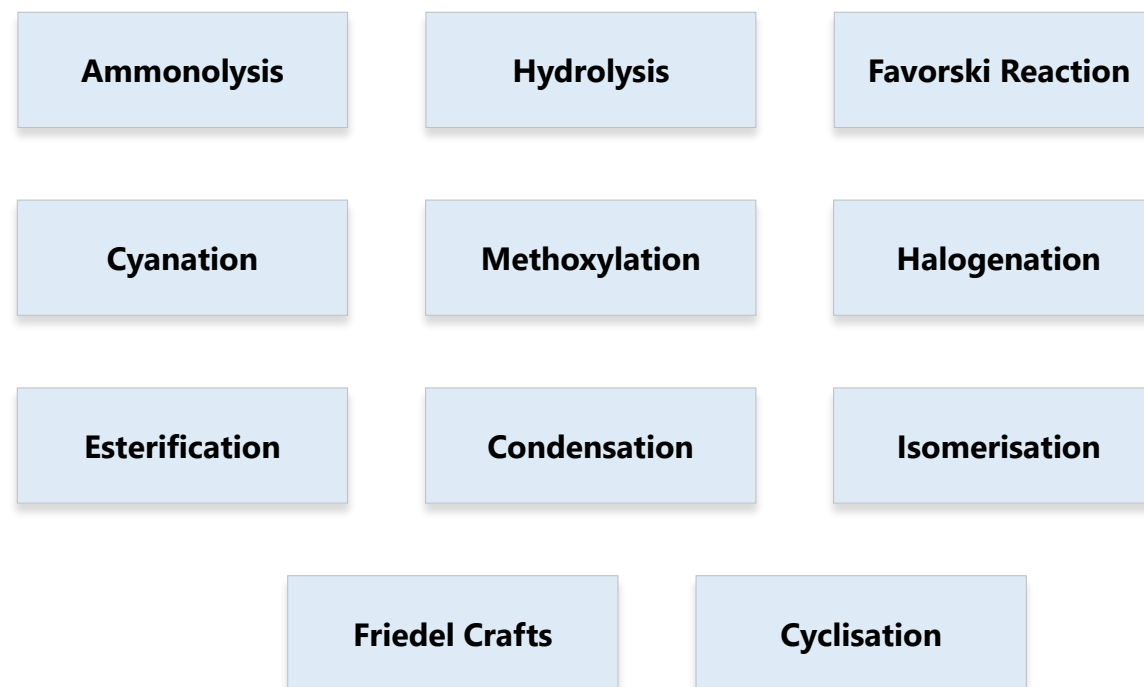 Ammonolysis
Hydrolysis
Favorski Reaction
Cyanation
Methoxylation
Halogenation
Esterification
Condensation
Isomerisation
Friedel Crafts
Cyclisation